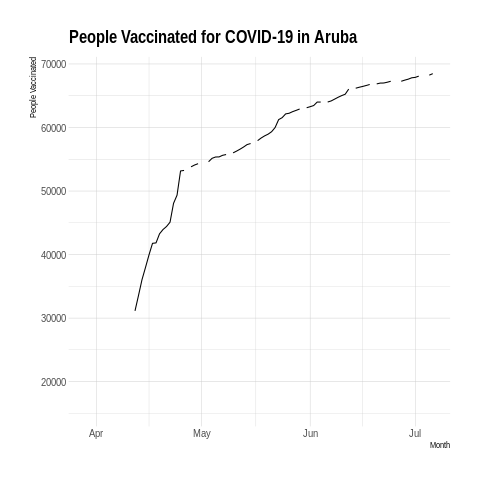 People Vaccinated for COVID-19 in Aruba
People Vaccinated
70000
60000
50000
40000
30000
20000
Apr May Jun Jul
Month